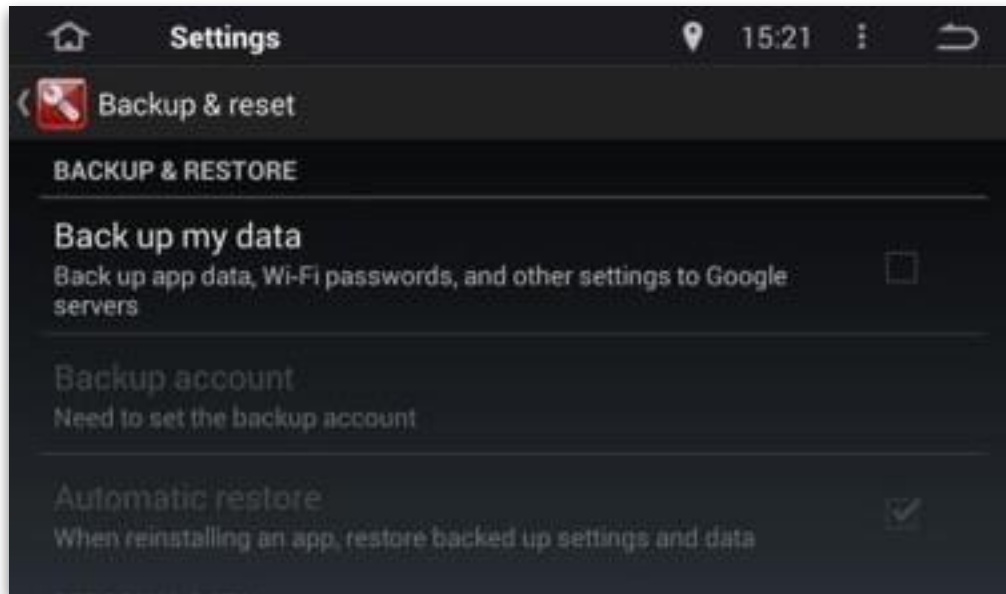 Settings
15:21
Backup & reset
BACKUP & RESTORE
Back up my data
Back up app data, Wi-Fi passwords, and other settings to Google
servers
Backup account
Need to set the backup account
Automatic restore
When reinstalling an app, restore backed up settings and data